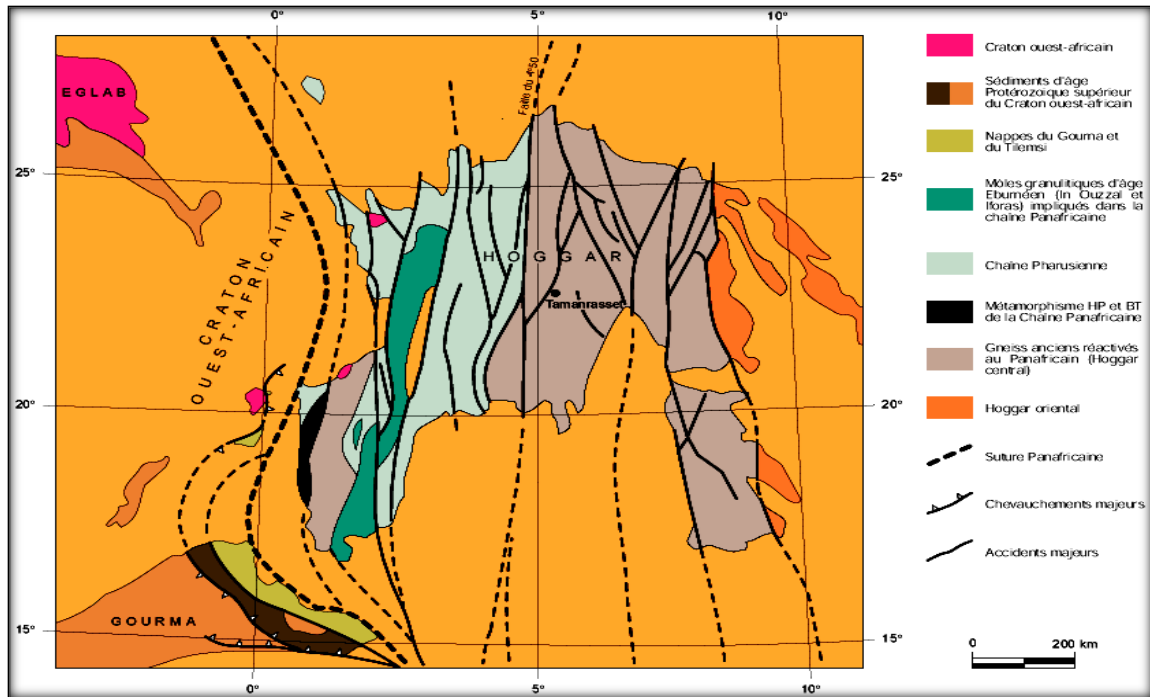 0°
5°
10°
EGLAB
Faille du 4°50
25°
25°
CRATON
OUEST-AFRICAIN
HOGGAR
Tamanrasset
20°
20°
GOURMA
15°
15°
0°
5°
10°
Craton ouest-africain
Sédiments d'âge
Protérozoique supérieur
du Craton ouest-africain
Nappes du Gourma et
du Tilemsi
Môles granulitiques d'âge
Eburnéen (In Ouzzal et
Iforas) impliqués dans la
chaîne Panafricaine
Chaîne Pharusienne
Métamorphisme HP et BT
de la Chaîne Panafricaine
Gneiss anciens réactivés
au Panafricain (Hoggar
central)
Hoggar oriental
Suture Panafricaine
Chevauchements majeurs
Accidents majeurs
0 200 km